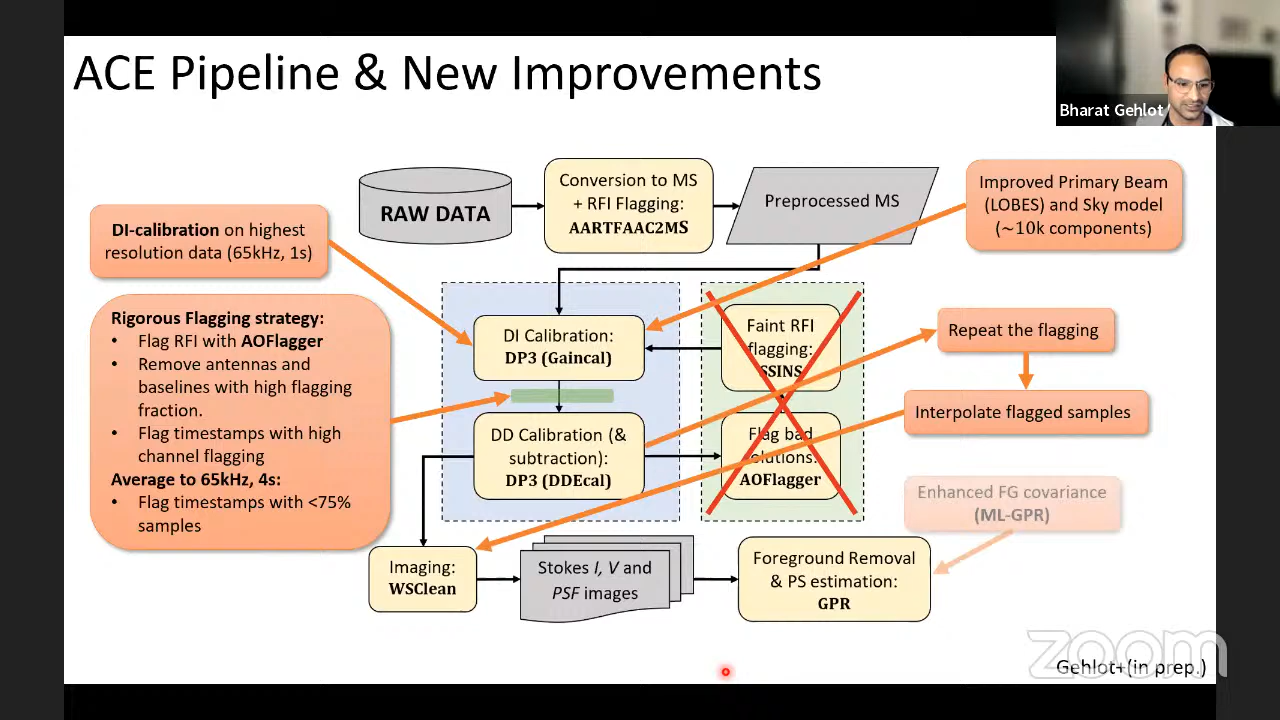 ACE Pipeline & New Improvements
Bharat Gehlot
RAW DATA
Conversion to MS
+ RFI Flagging:
AARTFAAC2MS
Preprocessed MS
Improved Primary Beam
(LOBES) and Sky model
(~10k components)
DI-calibration on highest
resolution data (65kHz, 1s)
Rigorous Flagging strategy:
• Flag RFI with AOFlagger
• Remove antennas and
baselines with high flagging
fraction.
• Flag timestamps with high
channel flagging
Average to 65kHz, 4s:
• Flag timestamps with <75%
samples
DI Calibration:
DP3 (Gaincal)
Faint RFI
flagging:
SSINS
Repeat the flagging
DD Calibration (&
subtraction):
DP3 (DDEcal)
Flag bad
solutions:
AOFlagger
Interpolate flagged samples
Enhanced FG covariance
(ML-GPR)
Imaging:
WSClean
Stokes I, V and
PSF images
Foreground Removal
& PS estimation:
GPR
zoom
Gehlot+(in prep.)